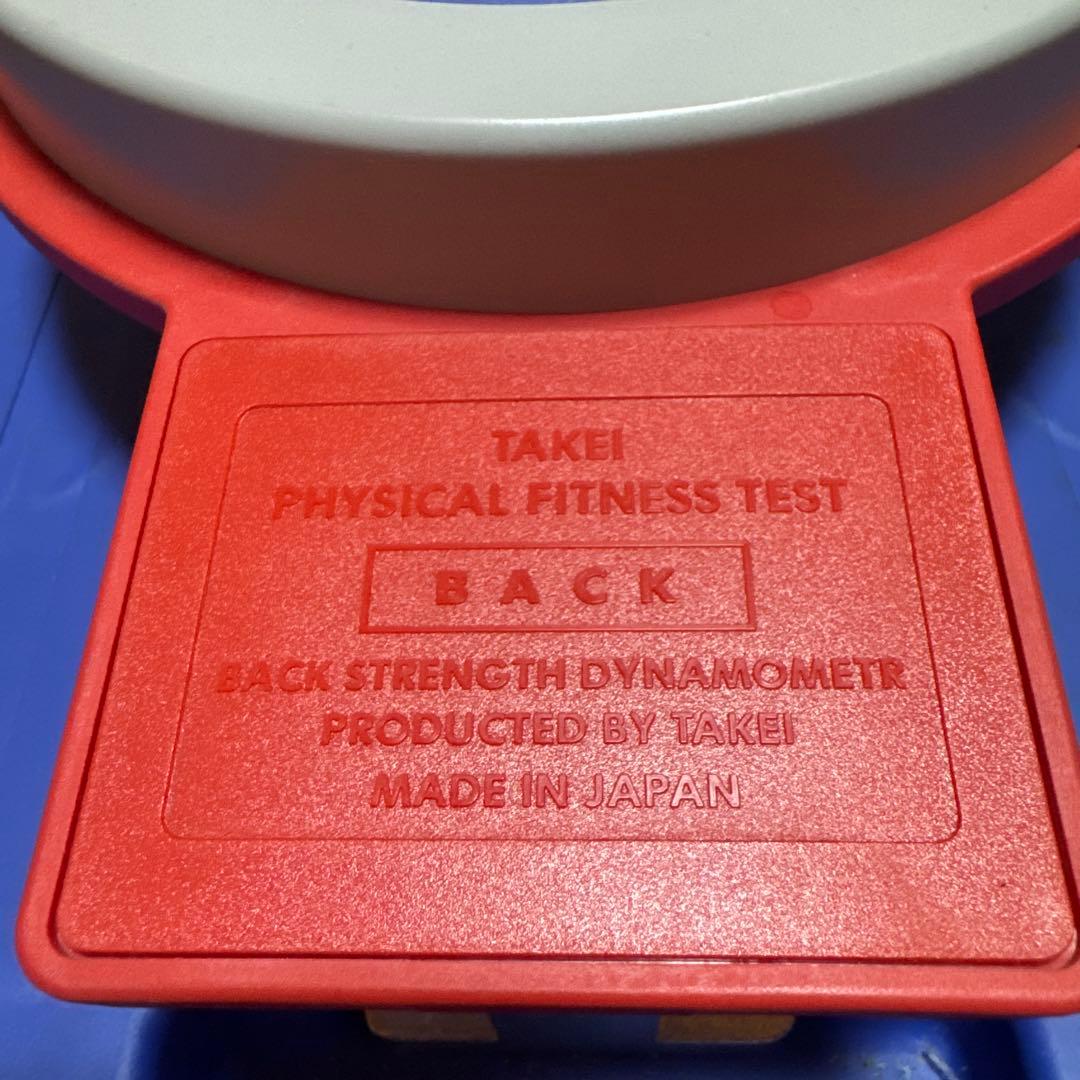 TAKEI
PHYSICAL FITNESS TEST
BACK
BACK STRENGTH DYNAMOMETR
PRODUCTED BY TAKEI
MADE IN JAPAN